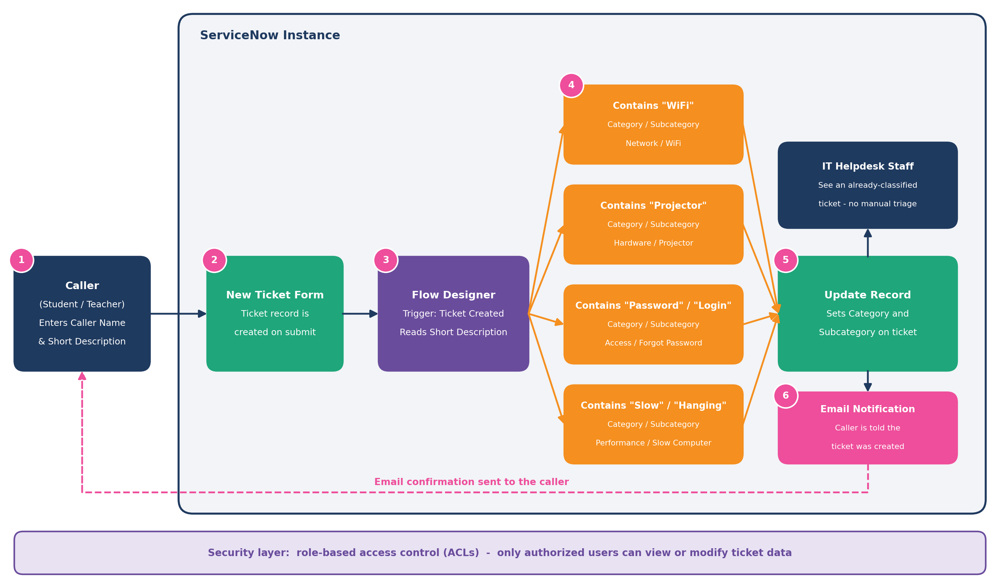 ServiceNow Instance
1
Caller
(Student / Teacher)
Enters Caller Name
& Short Description
2
New Ticket Form
Ticket record is
created on submit
3
Flow Designer
Trigger: Ticket Created
Reads Short Description
4
Contains "WiFi"
Category / Subcategory
Network / WiFi
Contains "Projector"
Category / Subcategory
Hardware / Projector
Contains "Password" / "Login"
Category / Subcategory
Access / Forgot Password
Contains "Slow" / "Hanging"
Category / Subcategory
Performance / Slow Computer
IT Helpdesk Staff
See an already-classified
ticket - no manual triage
5
Update Record
Sets Category and
Subcategory on ticket
6
Email Notification
Caller is told the
ticket was created
Email confirmation sent to the caller
Security layer:  role-based access control (ACLs)  -  only authorized users can view or modify ticket data